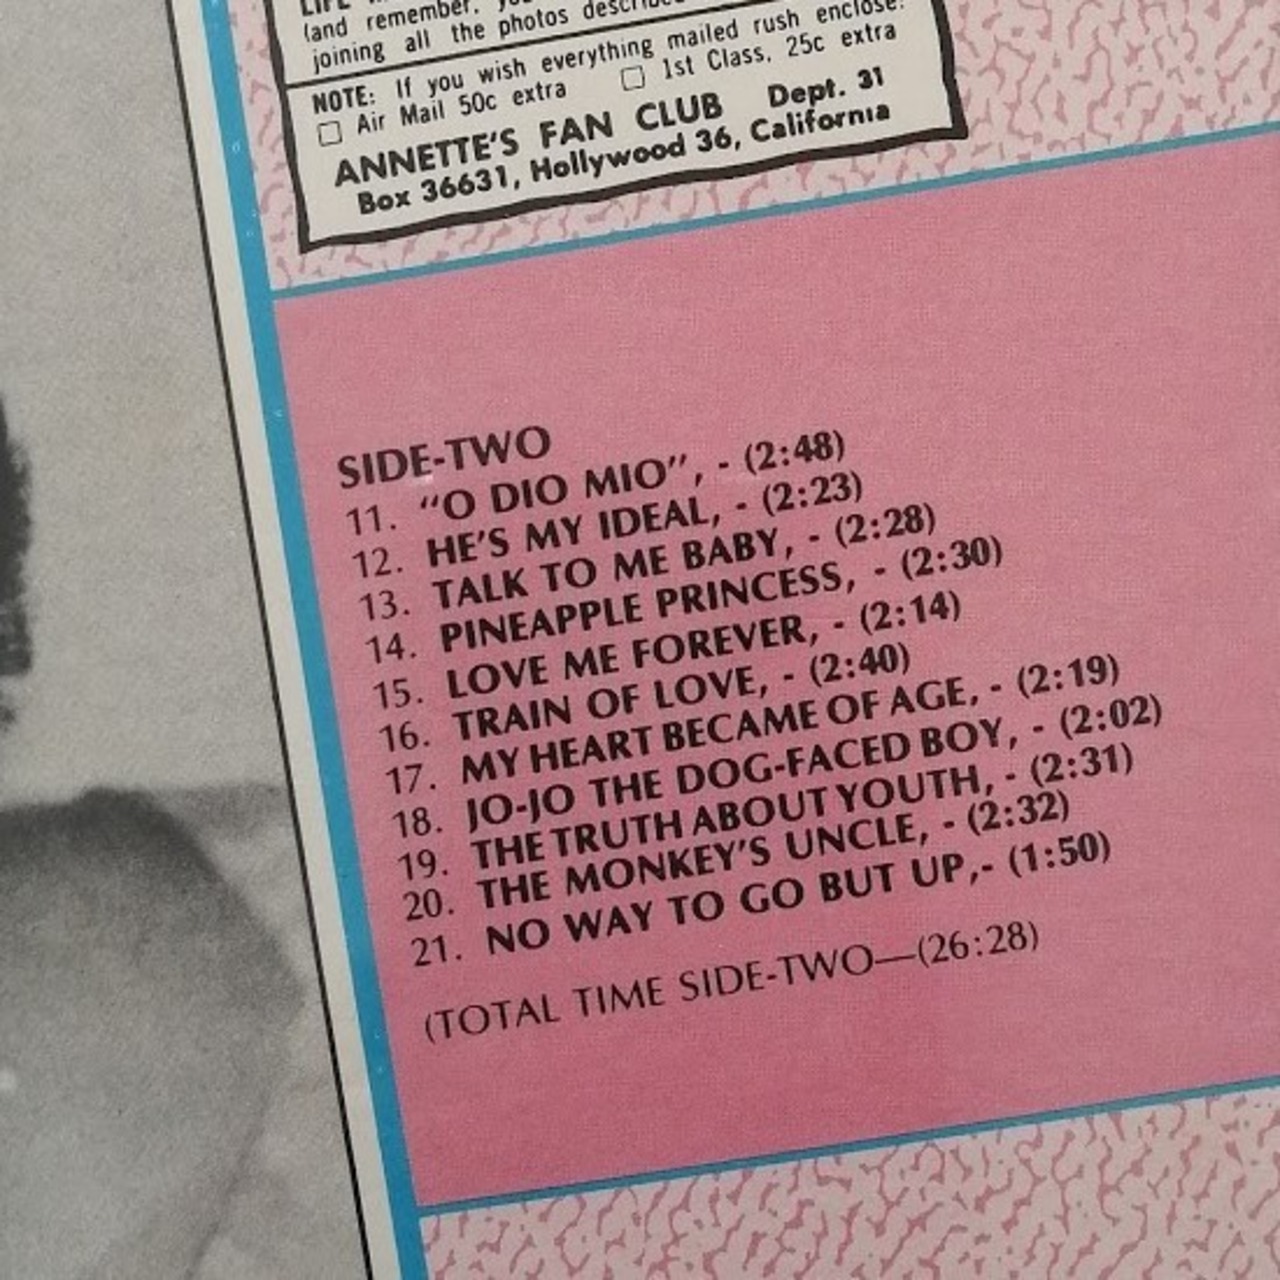 (and remember,
joining all the photos
NOTE: If you wish everything mailed rush enclose:
□ Air Mail 50c extra □ 1st Class, 25c extra
ANNETTE'S FAN CLUB Dept. 31
Box 36631, Hollywood 36, California
SIDE-TWO
11. "O DIO MIO", - (2:48)
12. HE'S MY IDEAL, - (2:23)
13. TALK TO ME BABY, - (2:28)
14. PINEAPPLE PRINCESS, - (2:30)
15. LOVE ME FOREVER, - (2:14)
16. TRAIN OF LOVE, - (2:40)
17. MY HEART BECAME OF AGE, - (2:19)
18. JO-JO THE DOG-FACED BOY, - (2:02)
19. THE TRUTH ABOUT YOUTH, - (2:31)
20. THE MONKEY'S UNCLE, - (2:32)
21. NO WAY TO GO BUT UP,- (1:50)
(TOTAL TIME SIDE-TWO—(26:28)